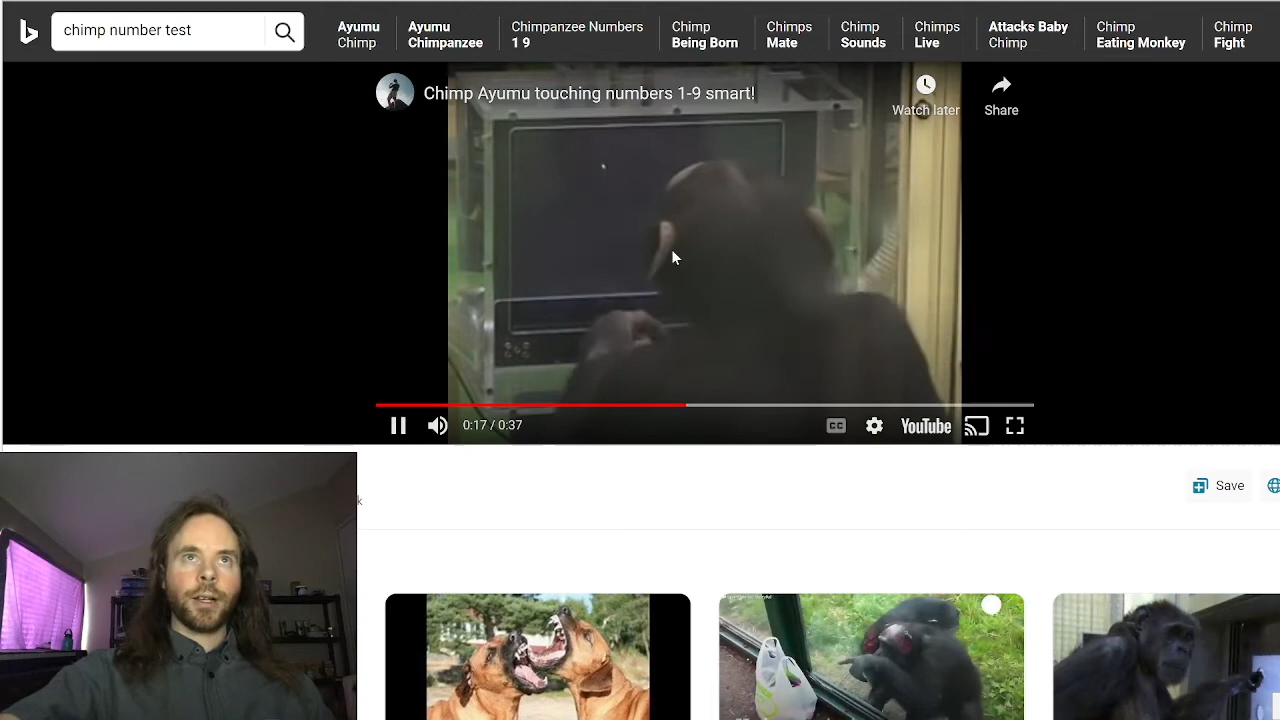 chimp number test
Ayumu
Chimp
Ayumu
Chimpanzee
Chimpanzee Numbers
1 9
Chimp
Being Born
Chimps
Mate
Chimp
Sounds
Chimps
Live
Attacks Baby
Chimp
Chimp
Eating Monkey
Chimp
Fight
Chimp Ayumu touching numbers 1-9 smart!
Watch later
Share
0:17 / 0:37
CC
YouTube
k
Save